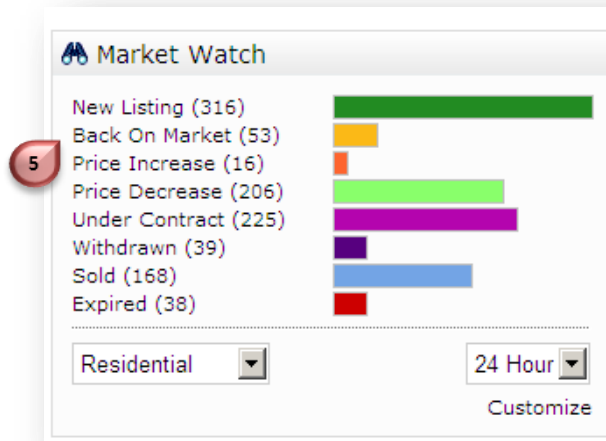 Market Watch
New Listing (316)
Back On Market (53)
5
Price Increase (16)
Price Decrease (206)
Under Contract (225)
Withdrawn (39)
Sold (168)
Expired (38)
Residential
24 Hour
Customize